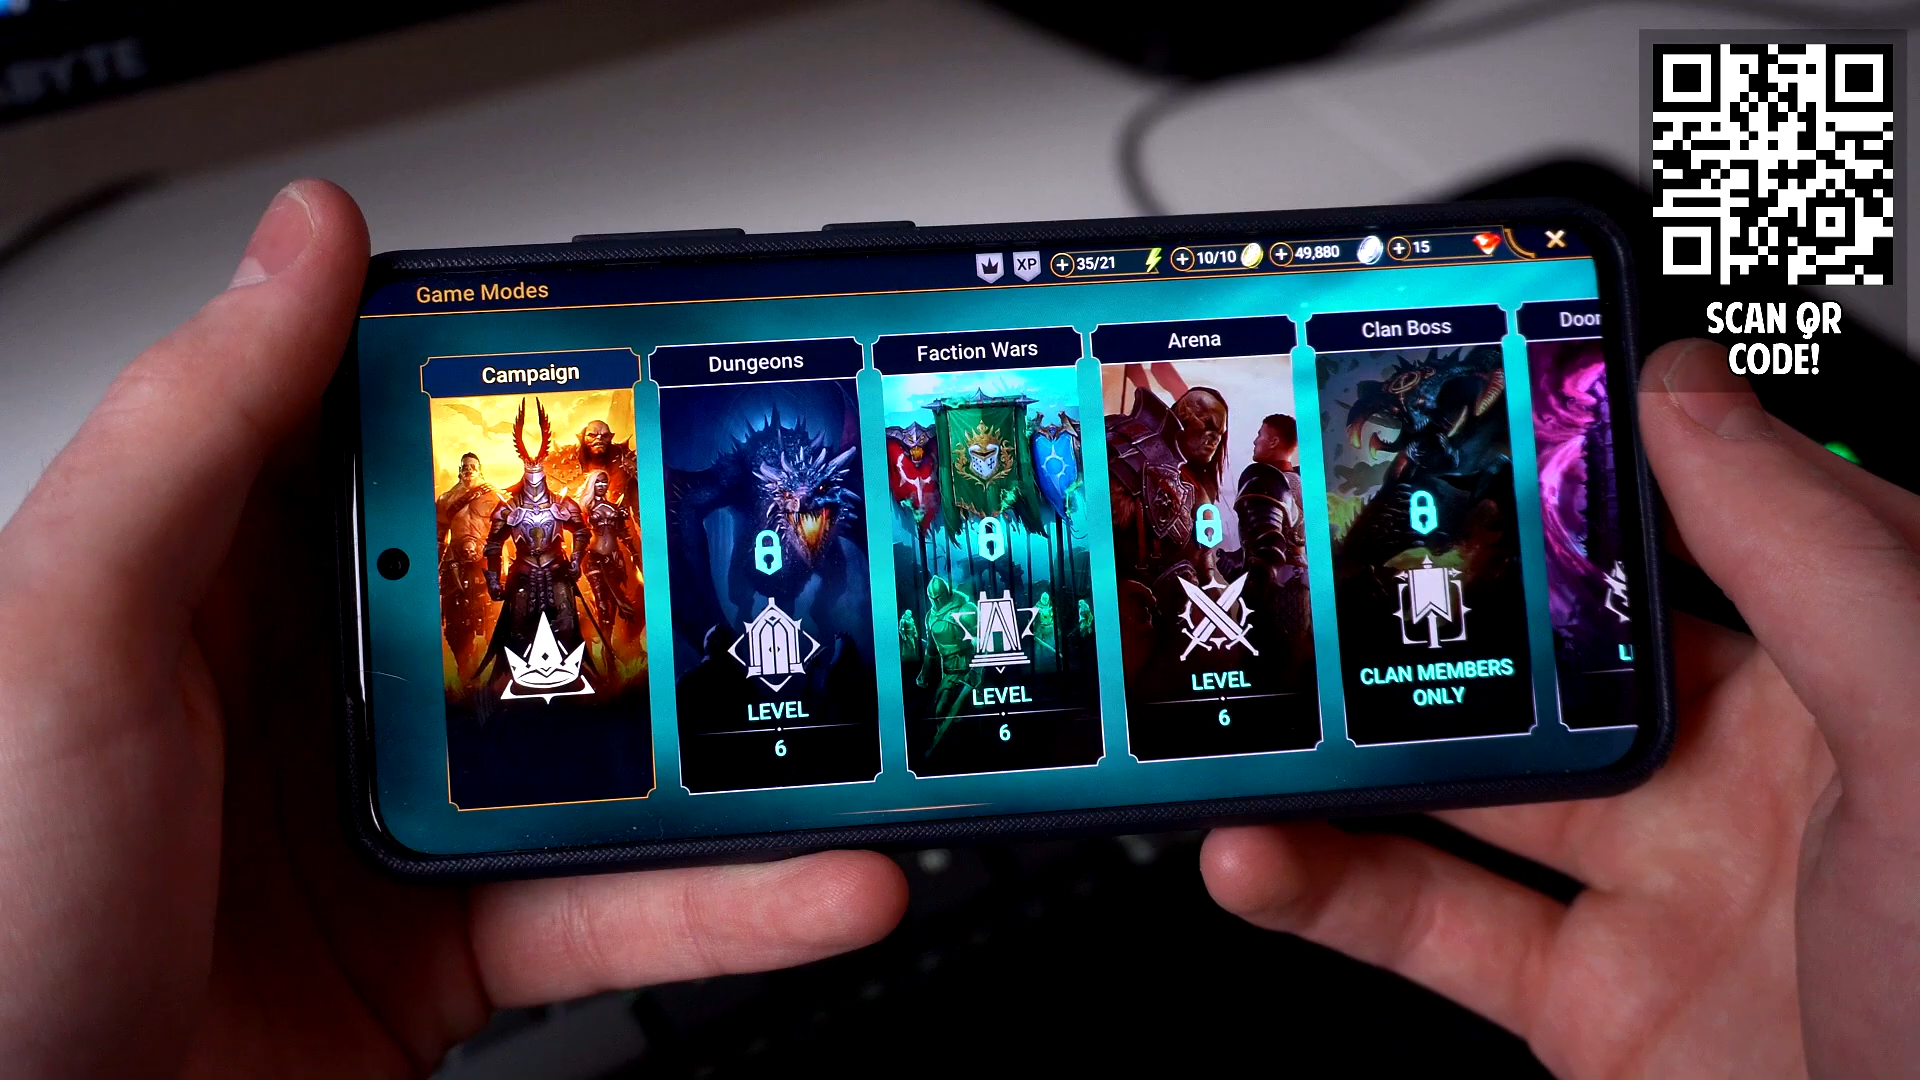 Game Modes
XP
35/21
10/10
49,880
15
Campaign
Dungeons
Faction Wars
Arena
Clan Boss
LEVEL
6
LEVEL
6
LEVEL
6
CLAN MEMBERS
ONLY
SCAN QR
CODE!